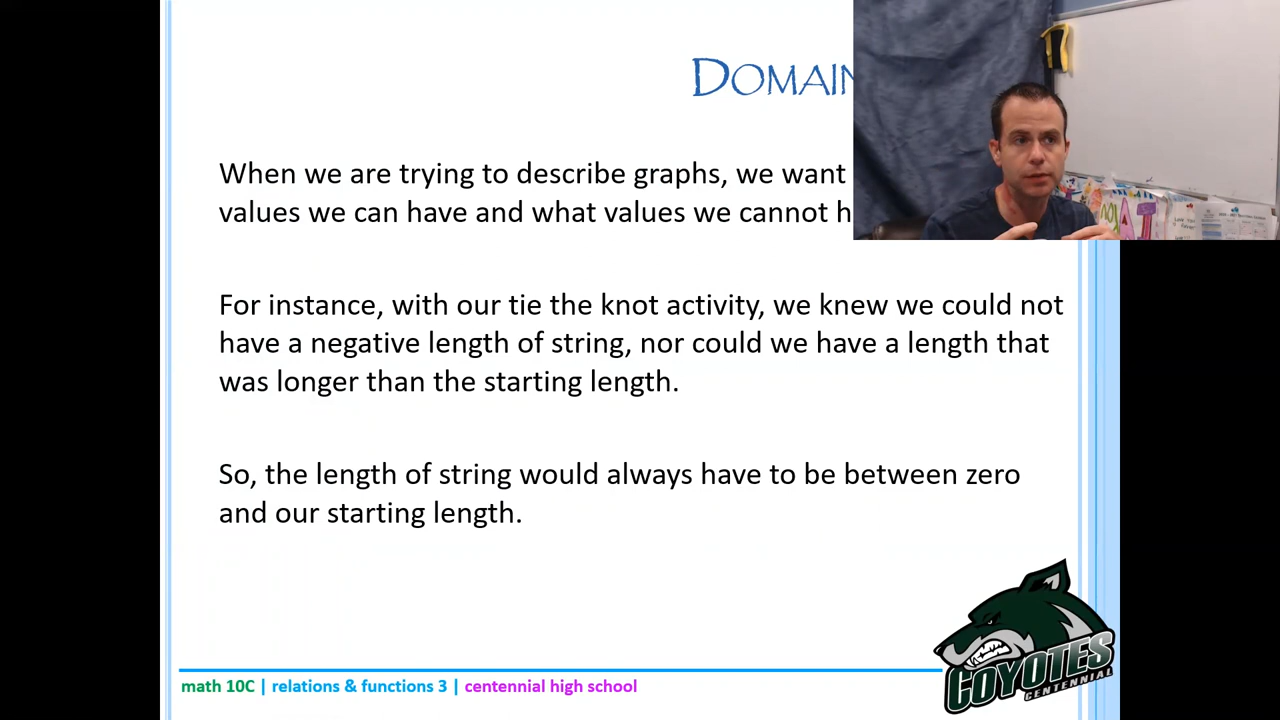 DOMAIN
When we are trying to describe graphs, we want
values we can have and what values we cannot h
For instance, with our tie the knot activity, we knew we could not
have a negative length of string, nor could we have a length that
was longer than the starting length.
So, the length of string would always have to be between zero
and our starting length.
COYOTES
CENTENNIAL
math 10C | relations & functions 3 | centennial high school